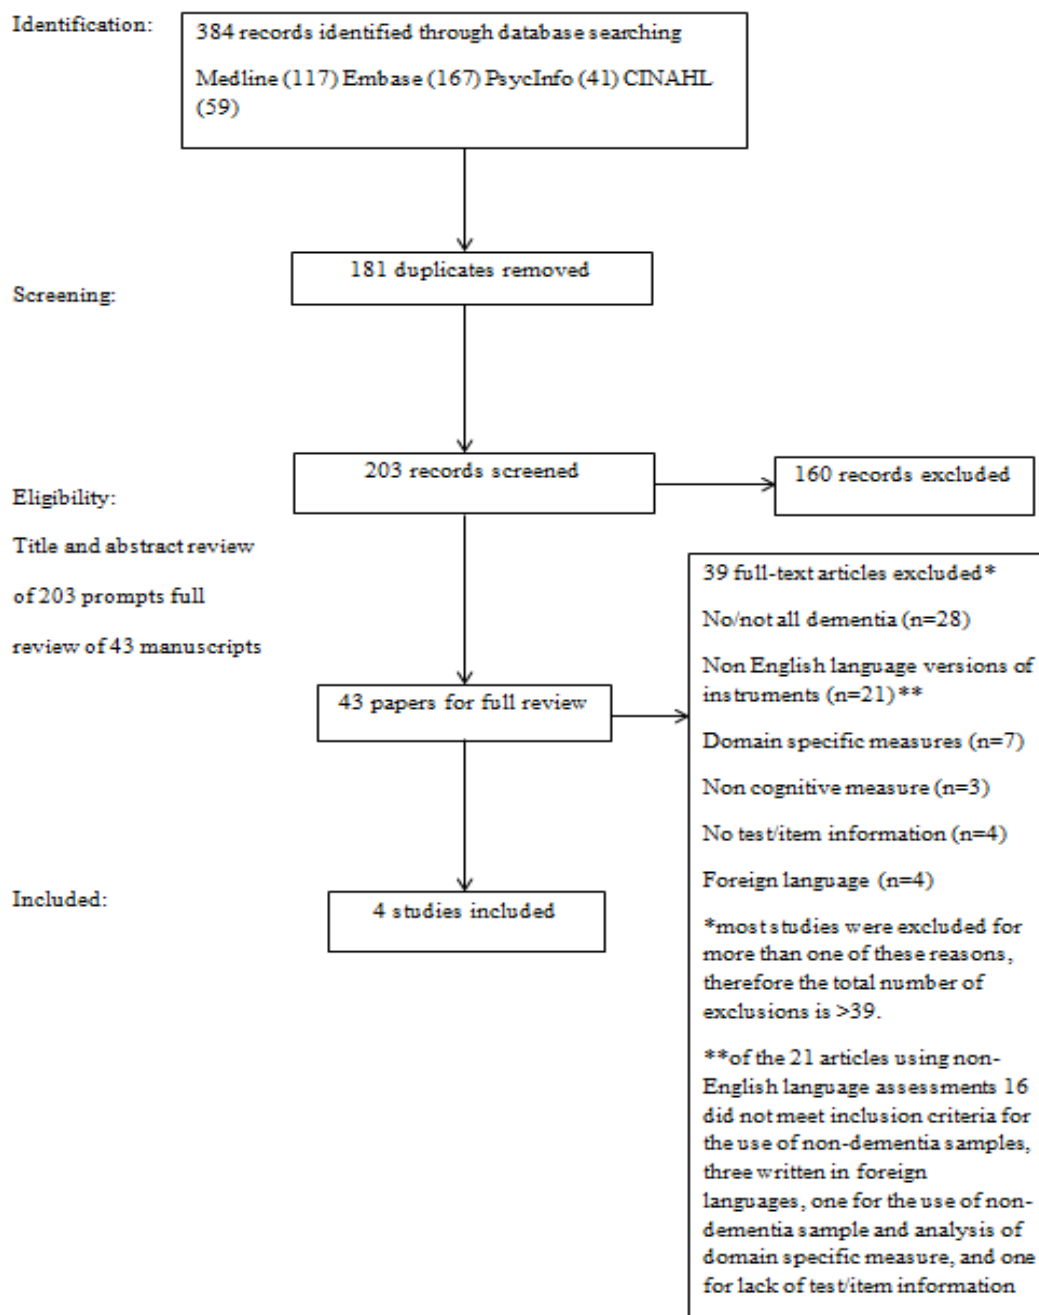 Identification:
384 records identified through database searching
Medline (117) Embase (167) PsycInfo (41) CINAHL
(59)
181 duplicates removed
Screening:
203 records screened
160 records excluded
Eligibility:
Title and abstract review
of 203 prompts full
review of 43 manuscripts
43 papers for full review
39 full-text articles excluded*
No/not all dementia (n=28)
Non English language versions of
instruments (n=21)**
Domain specific measures (n=7)
Non cognitive measure (n=3)
No test/item information (n=4)
Foreign language (n=4)
*most studies were excluded for
more than one of these reasons,
therefore the total number of
exclusions is >39.
**of the 21 articles using non-
English language assessments 16
did not meet inclusion criteria for
the use of non-dementia samples,
three written in foreign
languages, one for the use of non-
dementia sample and analysis of
domain specific measure, and one
for lack of test/item information
Included:
4 studies included